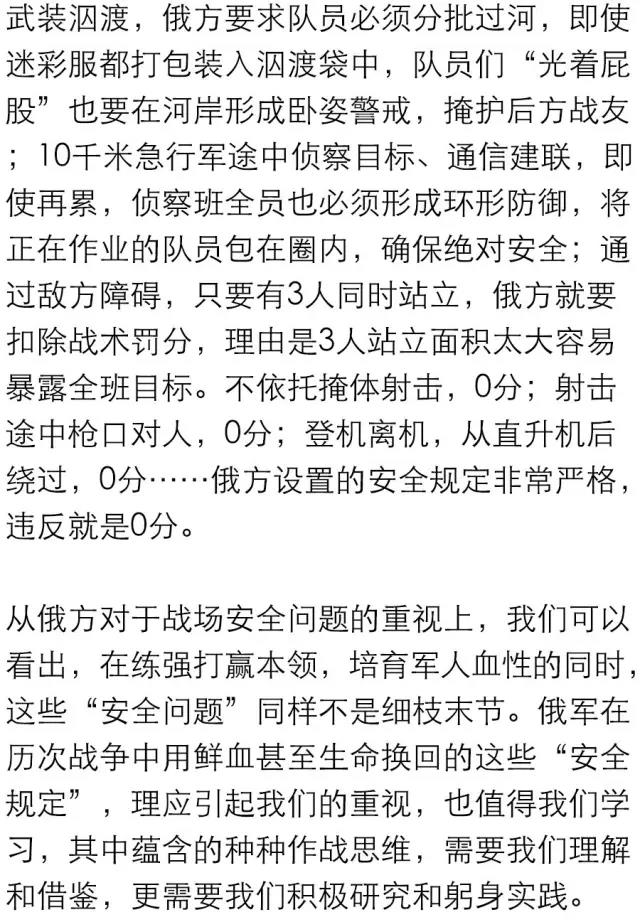 武装泅渡，俄方要求队员必须分批过河，即使
迷彩服都打包装入泅渡袋中，队员们“光着屁
股”也要在河岸形成卧姿警戒，掩护后方战友
；10千米急行军途中侦察目标、通信建联，即
使再累，侦察班全员也必须形成环形防御，将
正在作业的队员包在圈内，确保绝对安全；通
过敌方障碍，只要有3人同时站立，俄方就要
扣除战术罚分，理由是3人站立面积太大容易
暴露全班目标。不依托掩体射击，0分；射击
途中枪口对人，0分；登机离机，从直升机后
绕过，0分……俄方设置的安全规定非常严格，
违反就是0分。
从俄方对于战场安全问题的重视上，我们可以
看出，在练强打赢本领，培育军人血性的同时，
这些“安全问题”同样不是细枝末节。俄军在
历次战争中用鲜血甚至生命换回的这些“安全
规定”，理应引起我们的重视，也值得我们学
习，其中蕴含的种种作战思维，需要我们理解
和借鉴，更需要我们积极研究和躬身实践。